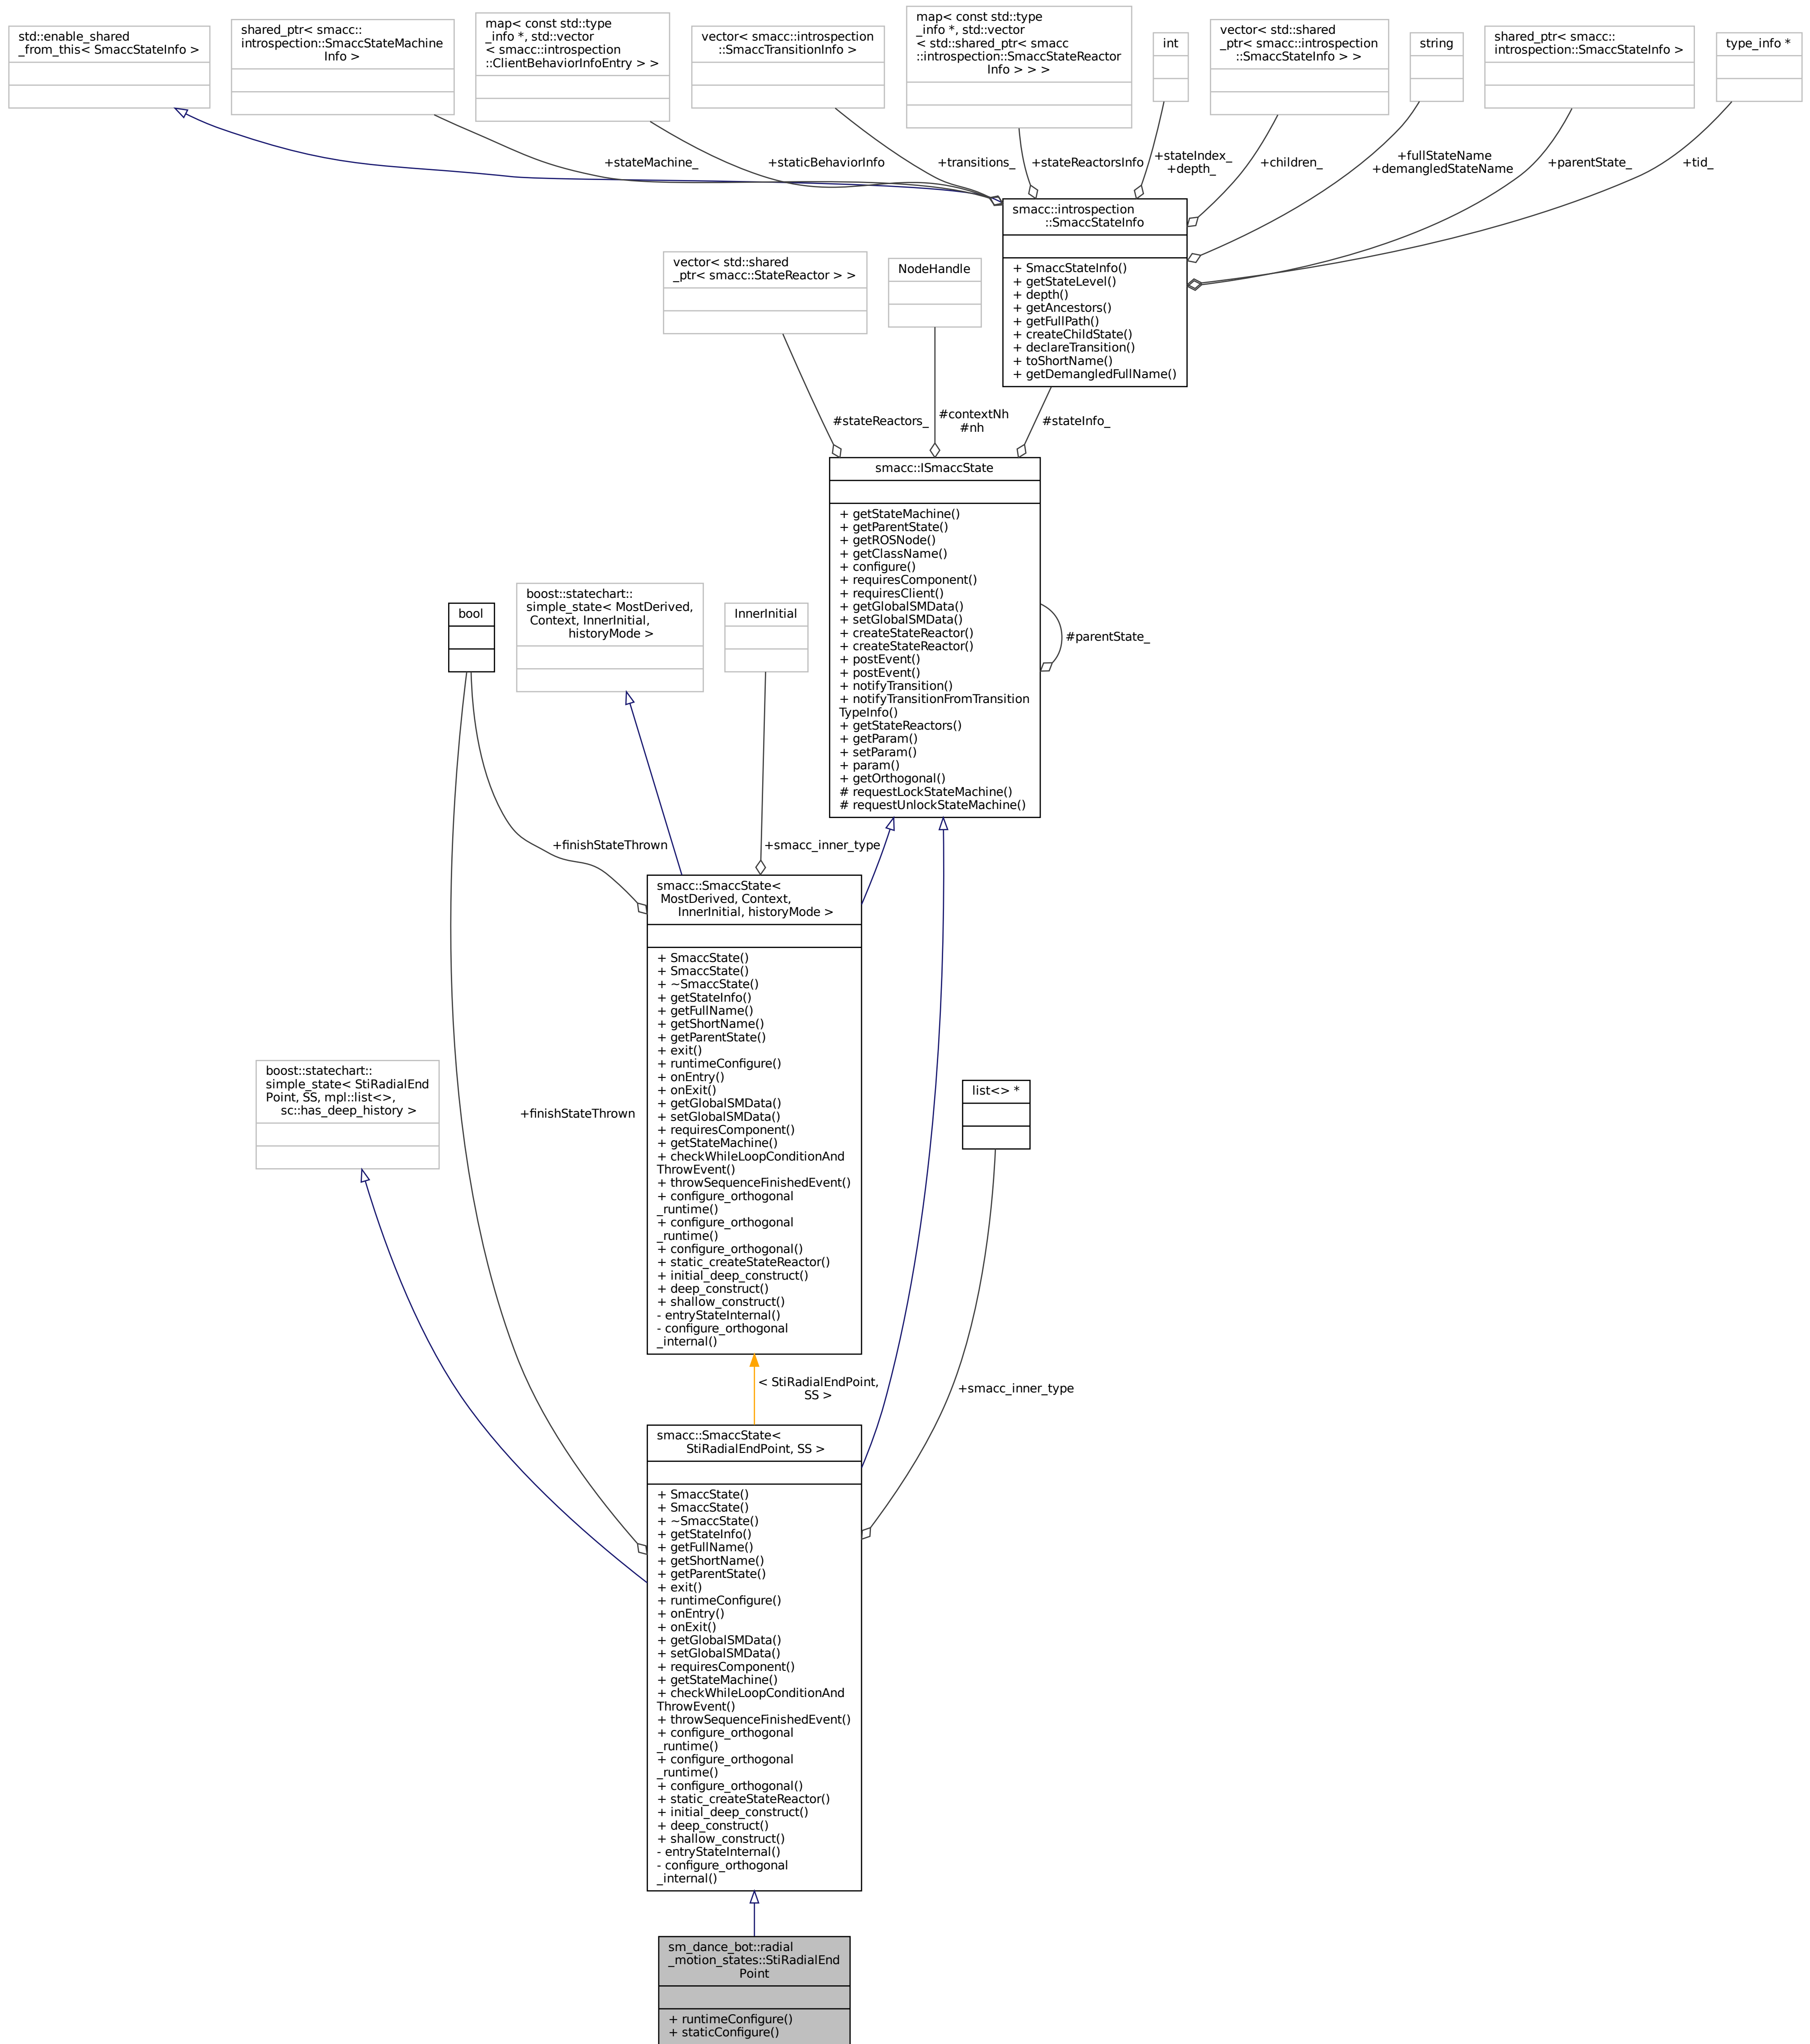 std::enable_shared
_from_this< SmaccStateInfo >
shared_ptr< smacc::
introspection::SmaccStateMachine
Info >
map< const std::type
_info *, std::vector
< smacc::introspection
::ClientBehaviorInfoEntry > >
vector< smacc::introspection
::SmaccTransitionInfo >
map< const std::type
_info *, std::vector
< std::shared_ptr< smacc
::introspection::SmaccStateReactor
Info > > >
int
vector< std::shared
_ptr< smacc::introspection
::SmaccStateInfo > >
string
shared_ptr< smacc::
introspection::SmaccStateInfo >
type_info *
+stateMachine_
+staticBehaviorInfo
+transitions_
+stateReactorsInfo
+stateIndex_
+depth_
+children_
+fullStateName
+demangledStateName
+parentState_
+tid_
smacc::introspection
::SmaccStateInfo
+ SmaccStateInfo()
+ getStateLevel()
+ depth()
+ getAncestors()
+ getFullPath()
+ createChildState()
+ declareTransition()
+ toShortName()
+ getDemangledFullName()
vector< std::shared
_ptr< smacc::StateReactor > >
NodeHandle
#stateReactors_
#contextNh
#nh
#stateInfo_
smacc::ISmaccState
+ getStateMachine()
+ getParentState()
+ getROSNode()
+ getClassName()
+ configure()
+ requiresComponent()
+ requiresClient()
+ getGlobalSMData()
+ setGlobalSMData()
+ createStateReactor()
+ createStateReactor()
+ postEvent()
+ postEvent()
+ notifyTransition()
+ notifyTransitionFromTransition
TypeInfo()
+ getStateReactors()
+ getParam()
+ setParam()
+ param()
+ getOrthogonal()
# requestLockStateMachine()
# requestUnlockStateMachine()
#parentState_
bool
boost::statechart::
simple_state< MostDerived,
Context, InnerInitial,
historyMode >
InnerInitial
+finishStateThrown
+smacc_inner_type
smacc::SmaccState<
MostDerived, Context,
InnerInitial, historyMode >
+ SmaccState()
+ SmaccState()
+ ~SmaccState()
+ getStateInfo()
+ getFullName()
+ getShortName()
+ getParentState()
+ exit()
+ runtimeConfigure()
+ onEntry()
+ onExit()
+ getGlobalSMData()
+ setGlobalSMData()
+ requiresComponent()
+ getStateMachine()
+ checkWhileLoopConditionAnd
ThrowEvent()
+ throwSequenceFinishedEvent()
+ configure_orthogonal
_runtime()
+ configure_orthogonal
_runtime()
+ configure_orthogonal()
+ static_createStateReactor()
+ initial_deep_construct()
+ deep_construct()
+ shallow_construct()
- entryStateInternal()
- configure_orthogonal
_internal()
boost::statechart::
simple_state< StiRadialEnd
Point, SS, mpl::list<>,
sc::has_deep_history >
+finishStateThrown
list<> *
< StiRadialEndPoint,
SS >
+smacc_inner_type
smacc::SmaccState<
StiRadialEndPoint, SS >
+ SmaccState()
+ SmaccState()
+ ~SmaccState()
+ getStateInfo()
+ getFullName()
+ getShortName()
+ getParentState()
+ exit()
+ runtimeConfigure()
+ onEntry()
+ onExit()
+ getGlobalSMData()
+ setGlobalSMData()
+ requiresComponent()
+ getStateMachine()
+ checkWhileLoopConditionAnd
ThrowEvent()
+ throwSequenceFinishedEvent()
+ configure_orthogonal
_runtime()
+ configure_orthogonal
_runtime()
+ configure_orthogonal()
+ static_createStateReactor()
+ initial_deep_construct()
+ deep_construct()
+ shallow_construct()
- entryStateInternal()
- configure_orthogonal
_internal()
sm_dance_bot::radial
_motion_states::StiRadialEnd
Point
+ runtimeConfigure()
+ staticConfigure()